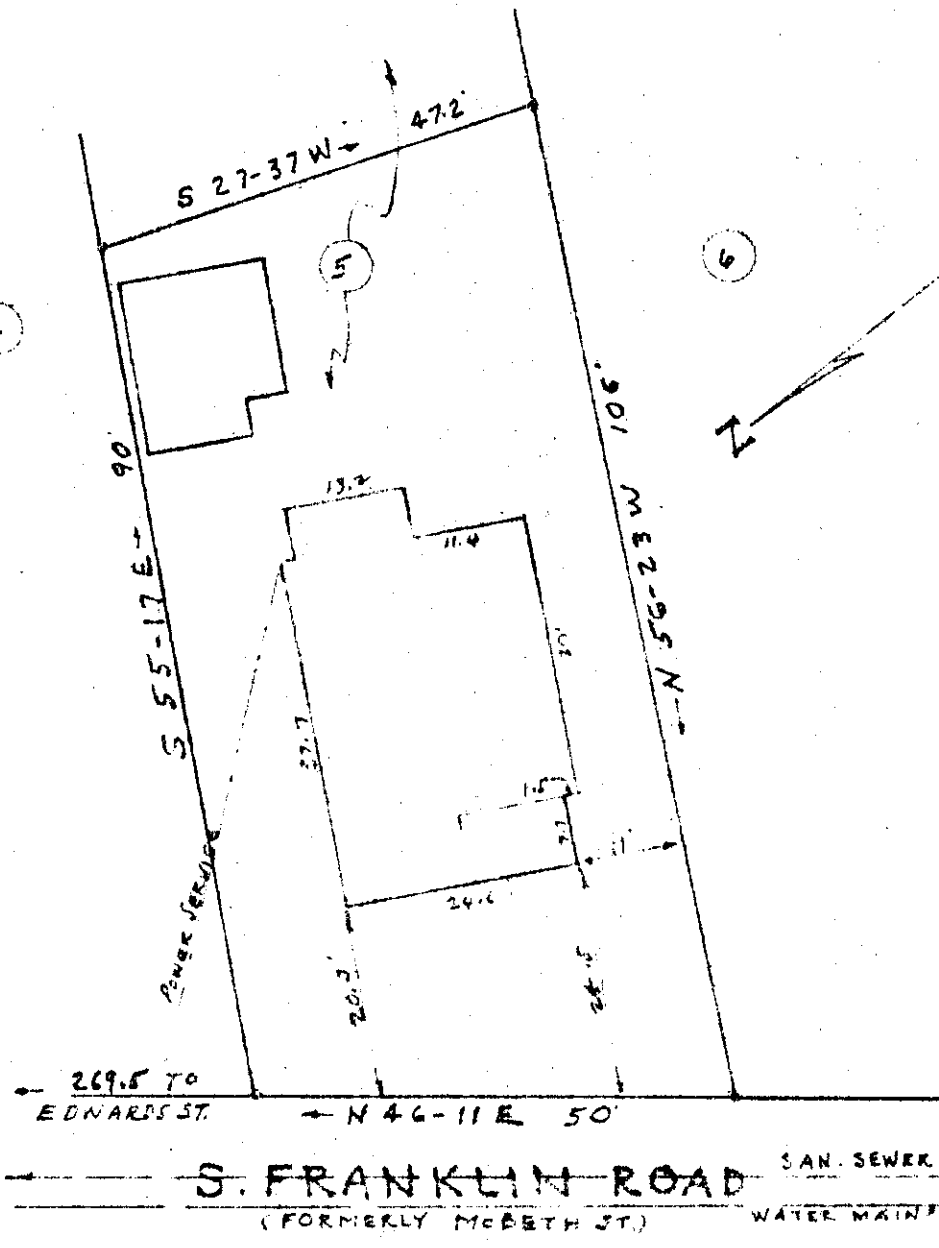 47.2'
S 27-37 W
5
6
90'
106'
N
13.2
11.4
S 55-17 E
N 56-23 W
27.7
1.5
7.7
11'
24.6
POWER SERVICE
20.3'
24.5
269.5 TO
EDWARDS ST.
N 46-11 E 50'
S. FRANKLIN ROAD
SAN. SEWER
(FORMERLY McBETH ST.)
WATER MAIN